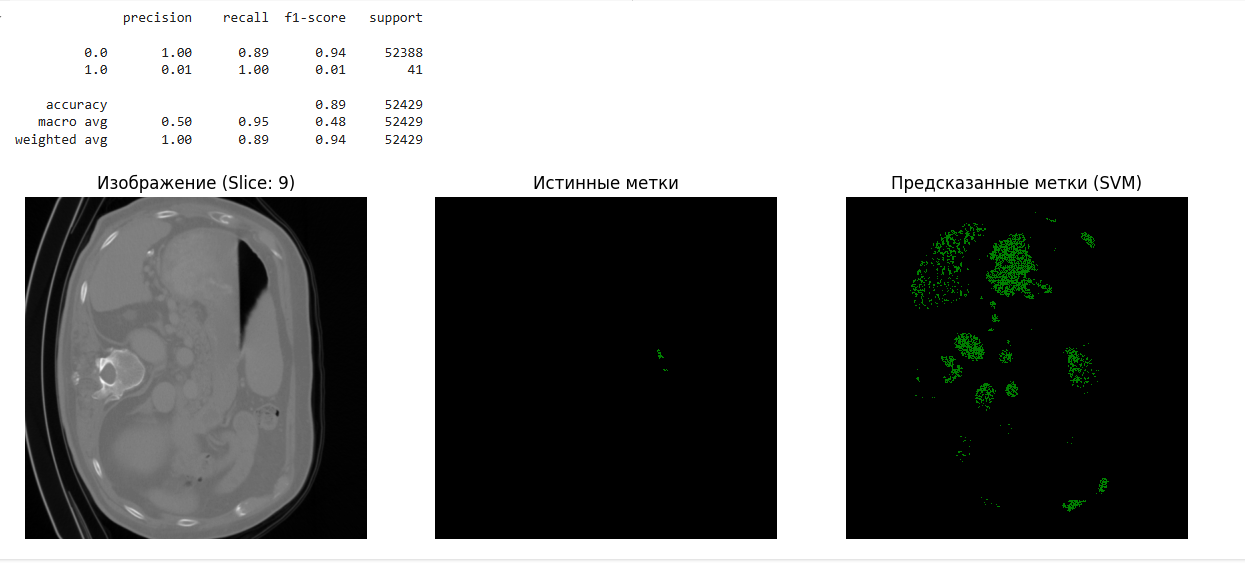 precision recall f1-score support
0.0 1.00 0.89 0.94 52388
1.0 0.01 1.00 0.01 41
accuracy 0.89 52429
macro avg 0.50 0.95 0.48 52429
weighted avg 1.00 0.89 0.94 52429
Изображение (Slice: 9) Истинные метки Предсказанные метки (SVM)